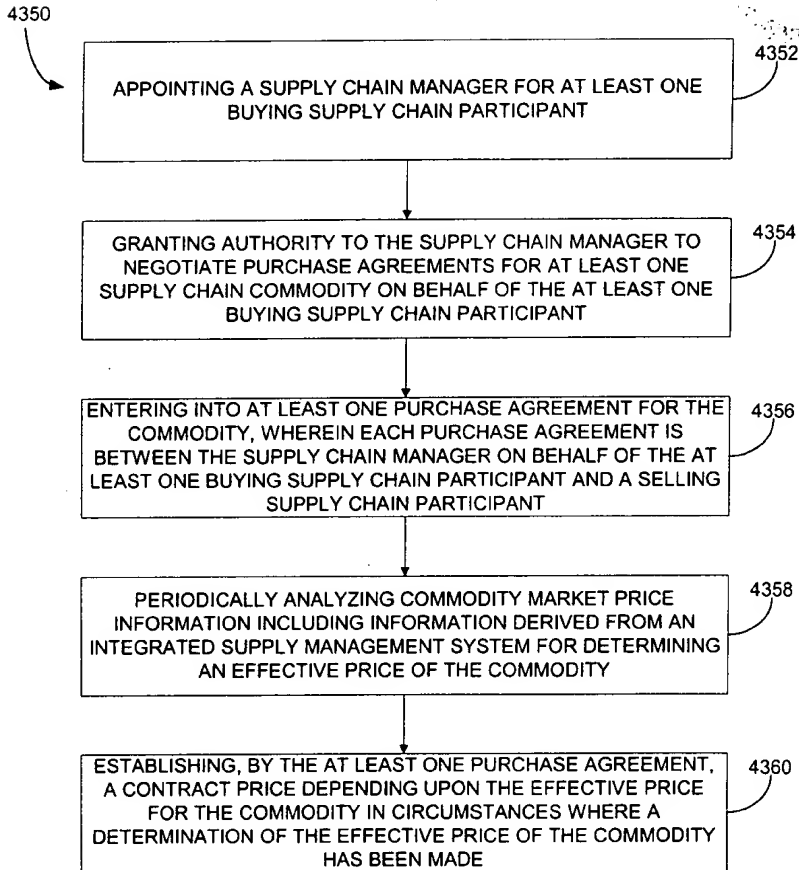 4350
4352
APPOINTING A SUPPLY CHAIN MANAGER FOR AT LEAST ONE
BUYING SUPPLY CHAIN PARTICIPANT
4354
GRANTING AUTHORITY TO THE SUPPLY CHAIN MANAGER TO
NEGOTIATE PURCHASE AGREEMENTS FOR AT LEAST ONE
SUPPLY CHAIN COMMODITY ON BEHALF OF THE AT LEAST ONE
BUYING SUPPLY CHAIN PARTICIPANT
4356
ENTERING INTO AT LEAST ONE PURCHASE AGREEMENT FOR THE
COMMODITY, WHEREIN EACH PURCHASE AGREEMENT IS
BETWEEN THE SUPPLY CHAIN MANAGER ON BEHALF OF THE AT
LEAST ONE BUYING SUPPLY CHAIN PARTICIPANT AND A SELLING
SUPPLY CHAIN PARTICIPANT
4358
PERIODICALLY ANALYZING COMMODITY MARKET PRICE
INFORMATION INCLUDING INFORMATION DERIVED FROM AN
INTEGRATED SUPPLY MANAGEMENT SYSTEM FOR DETERMINING
AN EFFECTIVE PRICE OF THE COMMODITY
4360
ESTABLISHING, BY THE AT LEAST ONE PURCHASE AGREEMENT,
A CONTRACT PRICE DEPENDING UPON THE EFFECTIVE PRICE
FOR THE COMMODITY IN CIRCUMSTANCES WHERE A
DETERMINATION OF THE EFFECTIVE PRICE OF THE COMMODITY
HAS BEEN MADE